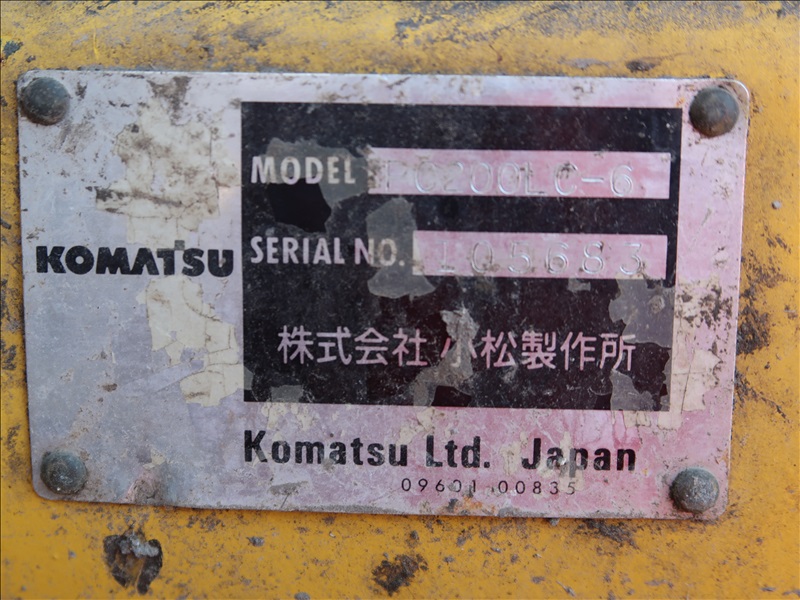 MODEL PC200LC-6
KOMATSU
SERIAL NO. 105683
株式会社 小松製作所
Komatsu Ltd. Japan
09601 00835